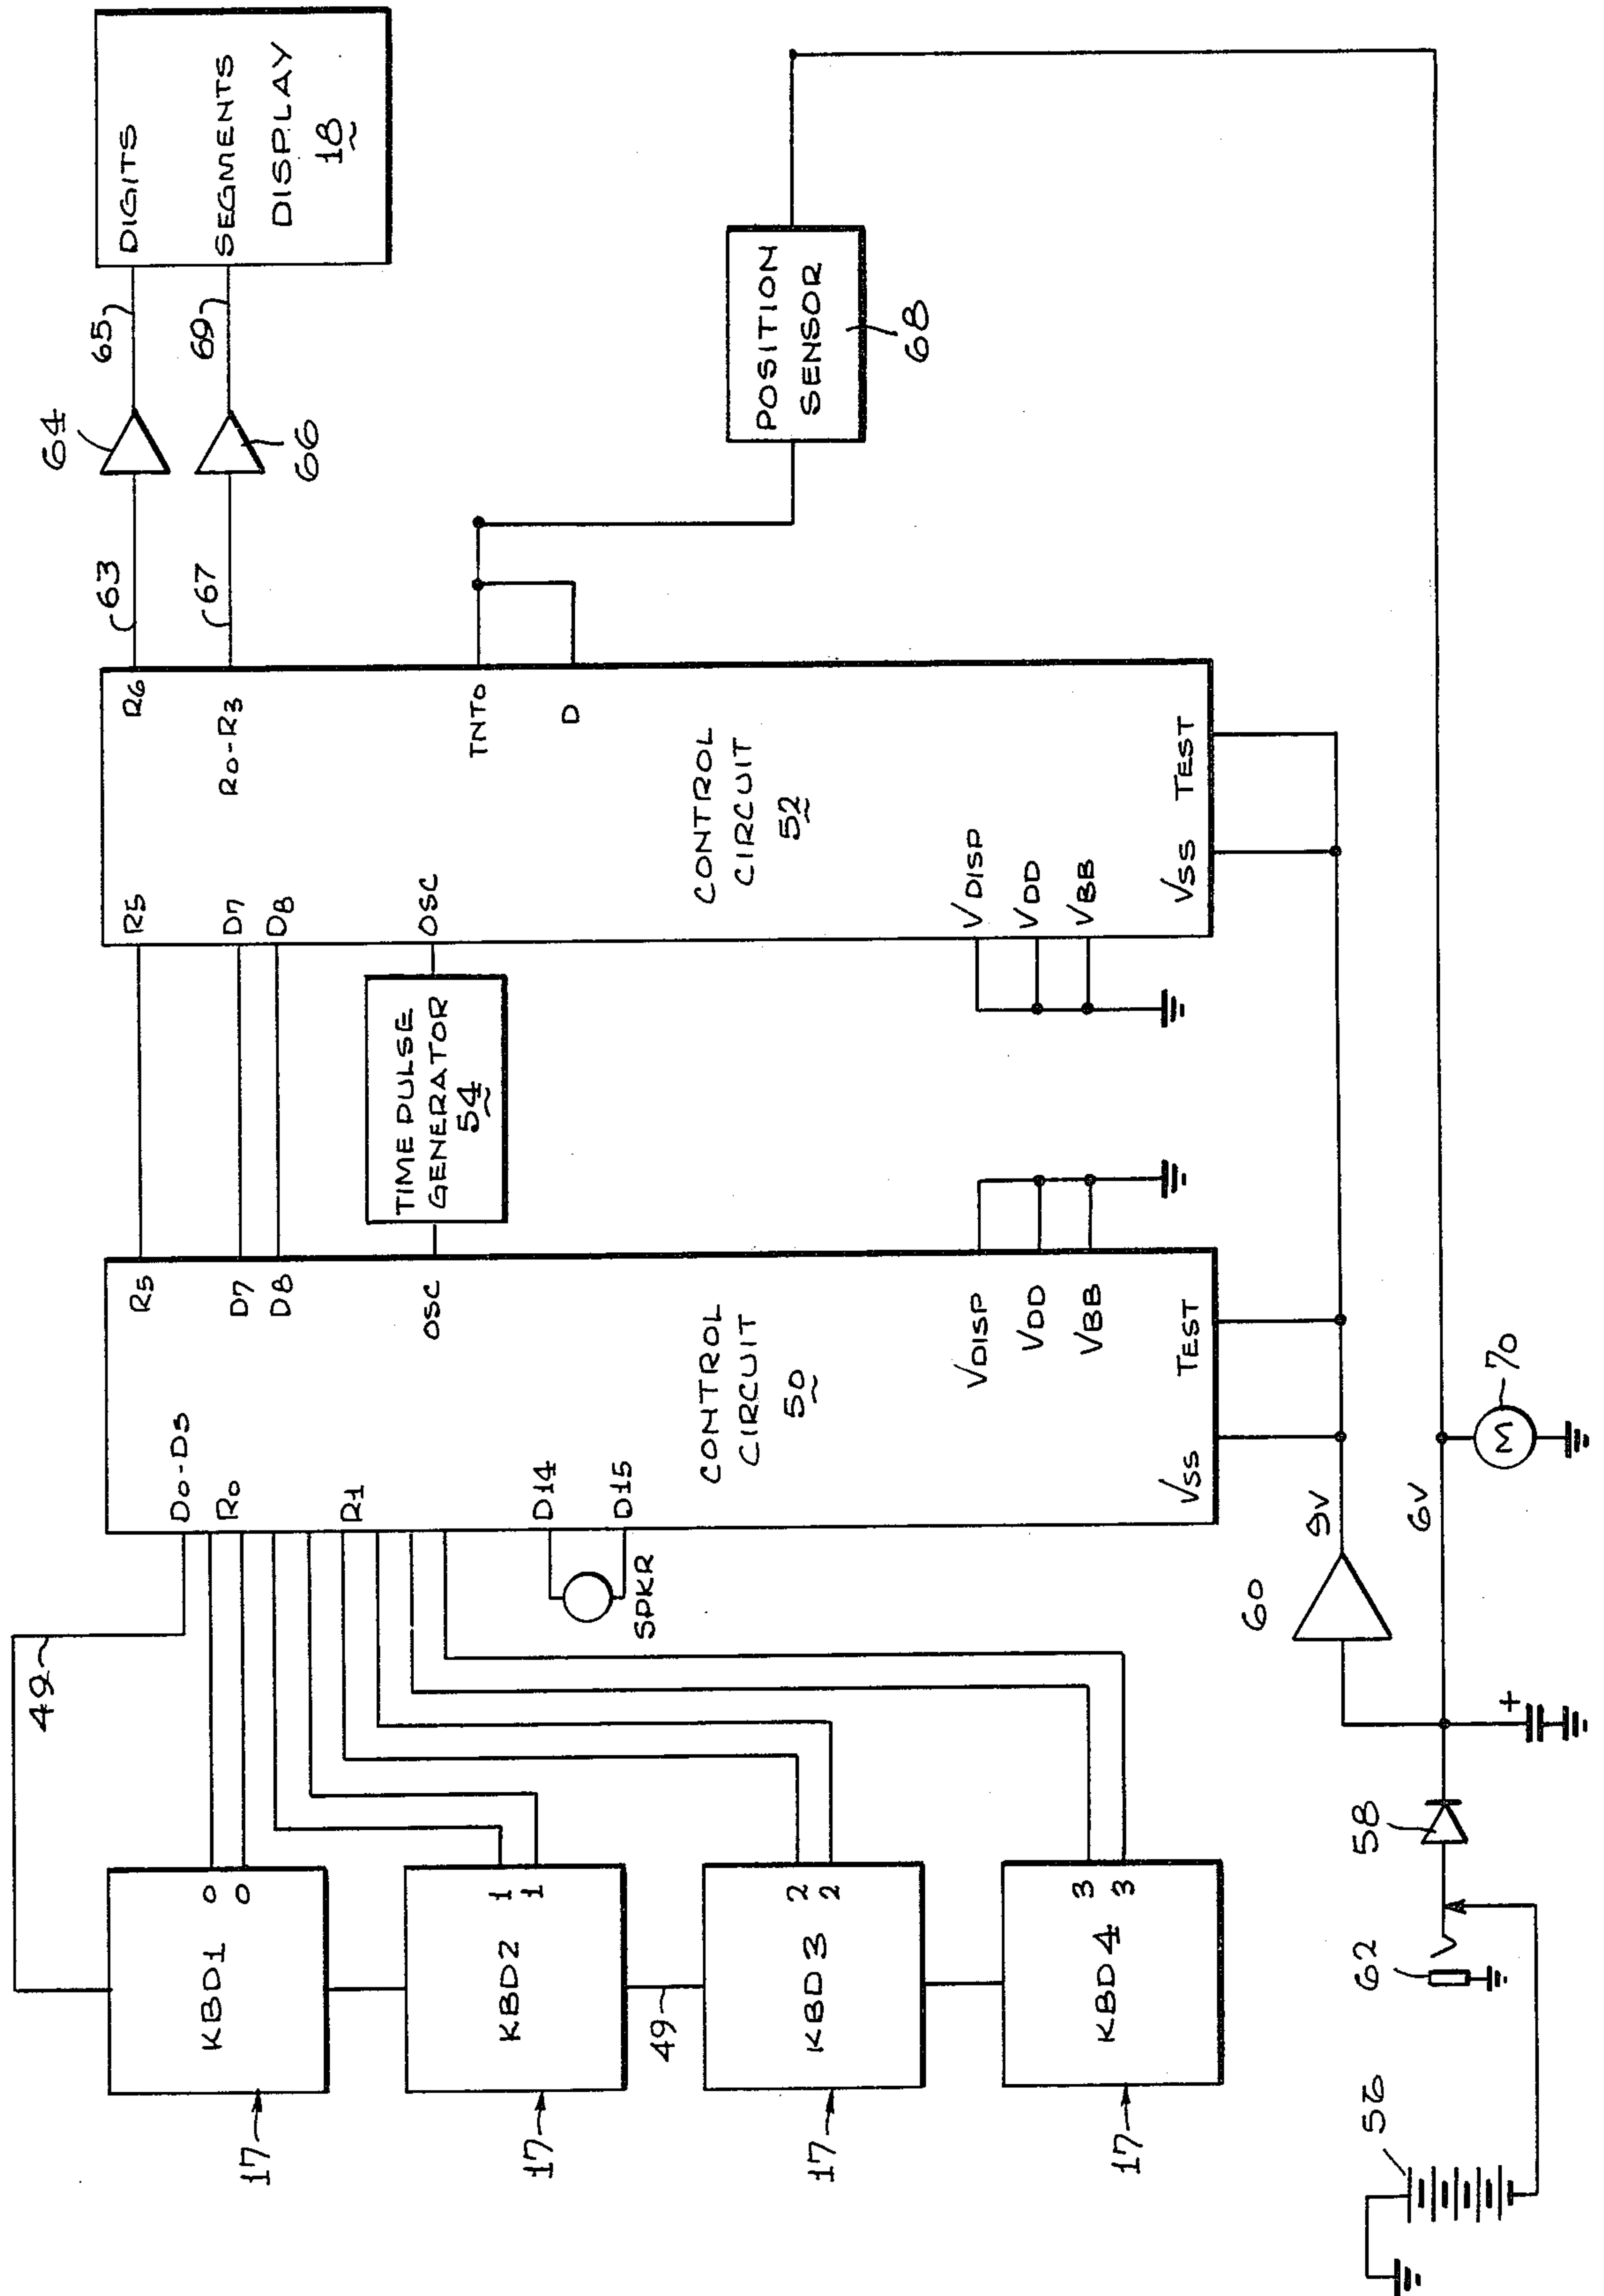 17
KBD1
0
0
49
D0-D3
R0
R1
D14
D15
SPKR
CONTROL
CIRCUIT
50
R5
D7
D8
OSC
VDISP
VDD
VBB
VSS
TEST
17
KBD2
1
1
49
17
KBD3
2
2
17
KBD4
3
3
TIME PULSE
GENERATOR
54
R5
D7
D8
OSC
R6
R0-R3
TNTO
D
CONTROL
CIRCUIT
52
VDISP
VDD
VBB
VSS
TEST
63
64
65
67
66
69
DIGITS
SEGMENTS
DISPLAY
18
POSITION
SENSOR
68
56
62
58
+
60
9V
6V
M
70